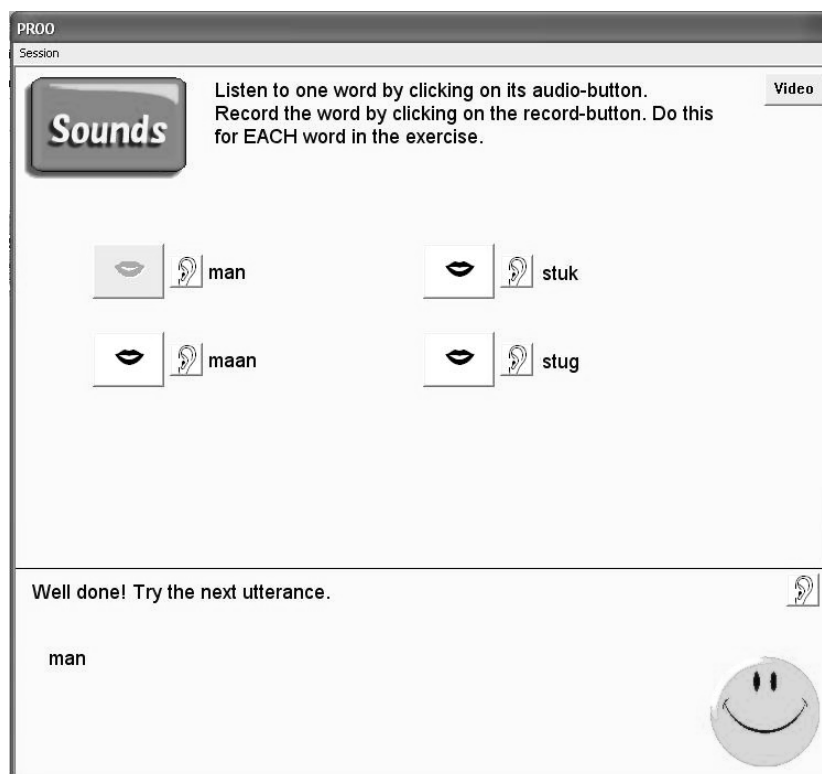 PROO
Session
Sounds
Listen to one word by clicking on its audio-button.
Record the word by clicking on the record-button. Do this
for EACH word in the exercise.
Video
man
stuk
maan
stug
Well done! Try the next utterance.
man